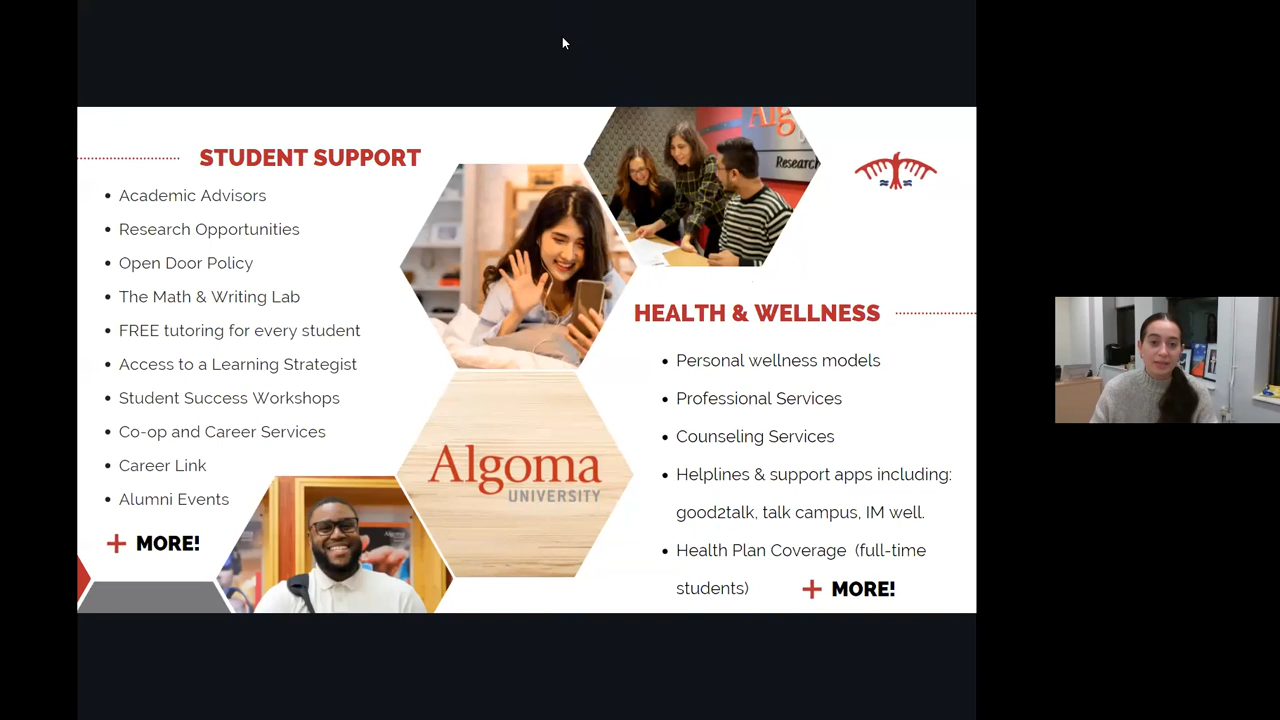 STUDENT SUPPORT
Academic Advisors
Research Opportunities
Open Door Policy
The Math & Writing Lab
FREE tutoring for every student
Access to a Learning Strategist
Student Success Workshops
Co-op and Career Services
Career Link
Alumni Events
+ MORE!
Alg
Research
Algoma
UNIVERSITY
HEALTH & WELLNESS
Personal wellness models
Professional Services
Counseling Services
Helplines & support apps including:
good2talk, talk campus, IM well.
Health Plan Coverage (full-time
students)
+ MORE!